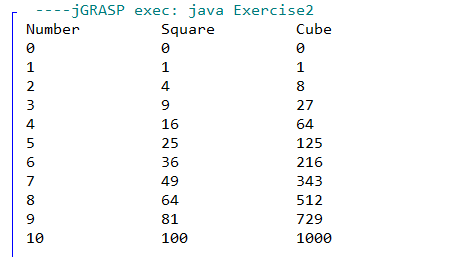 ----jGRASP exec: java Exercise2
Number Square Cube
0 0 0
1 1 1
2 4 8
3 9 27
4 16 64
5 25 125
6 36 216
7 49 343
8 64 512
9 81 729
10 100 1000